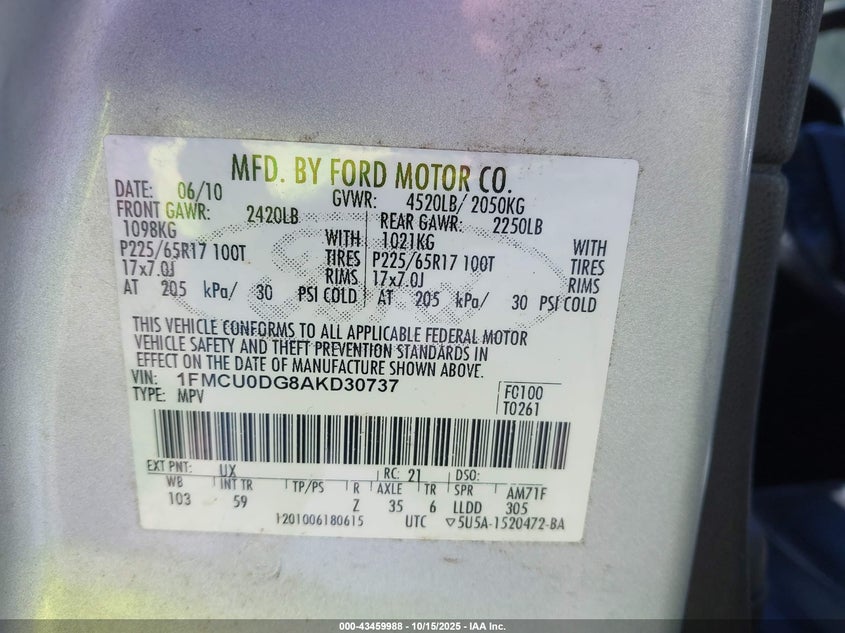 MFD. BY FORD MOTOR CO.
DATE: 06/10 GVWR: 4520LB/ 2050KG
FRONT GAWR: 2420LB REAR GAWR: 2250LB
1098KG WITH 1021KG WITH
P225/65R17 100T TIRES P225/65R17 100T TIRES
17x7.0J RIMS 17x7.0J RIMS
AT 205 kPa/ 30 PSI COLD AT 205 kPa/ 30 PSI COLD
THIS VEHICLE CONFORMS TO ALL APPLICABLE FEDERAL MOTOR
VEHICLE SAFETY AND THEFT PREVENTION STANDARDS IN
EFFECT ON THE DATE OF MANUFACTURE SHOWN ABOVE.
VIN: 1FMCU0DG8AKD30737 FC100
TYPE: MPV T0261
EXT PNT: UX RC: 21 DSO:
WB INT TR TP/PS R AXLE TR SPR AM71F
103 59 Z 35 6 LLDD 305
1201006180615 UTC ▽5U5A-1520472-BA
000-43459988 - 10/15/2025 - IAA Inc.